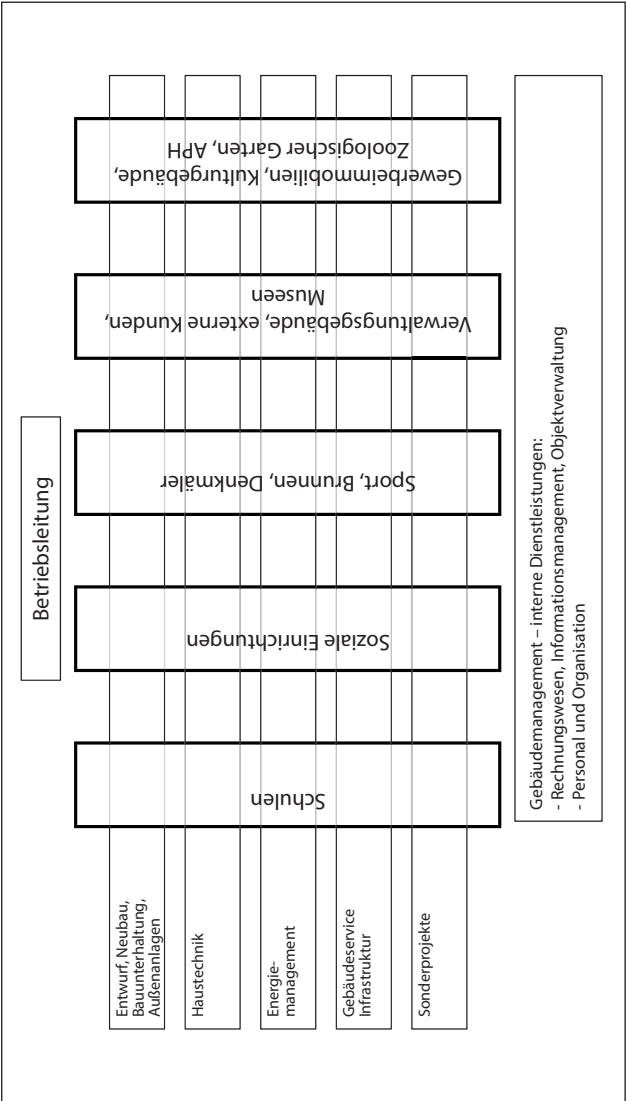 Betriebsleitung
Schulen
Soziale Einrichtungen
Sport, Brunnen, Denkmäler
Verwaltungsgebäude, externe Kunden,
Museen
Gewerbeimmobilien, Kulturgebäude,
Zoologischer Garten, APH
Entwurf, Neubau,
Bauunterhaltung,
Außenanlagen
Haustechnik
Energie-
management
Gebäudeservice
Infrastruktur
Sonderprojekte
Gebäudemanagement – interne Dienstleistungen:
- Rechnungswesen, Informationsmanagement, Objektverwaltung
- Personal und Organisation